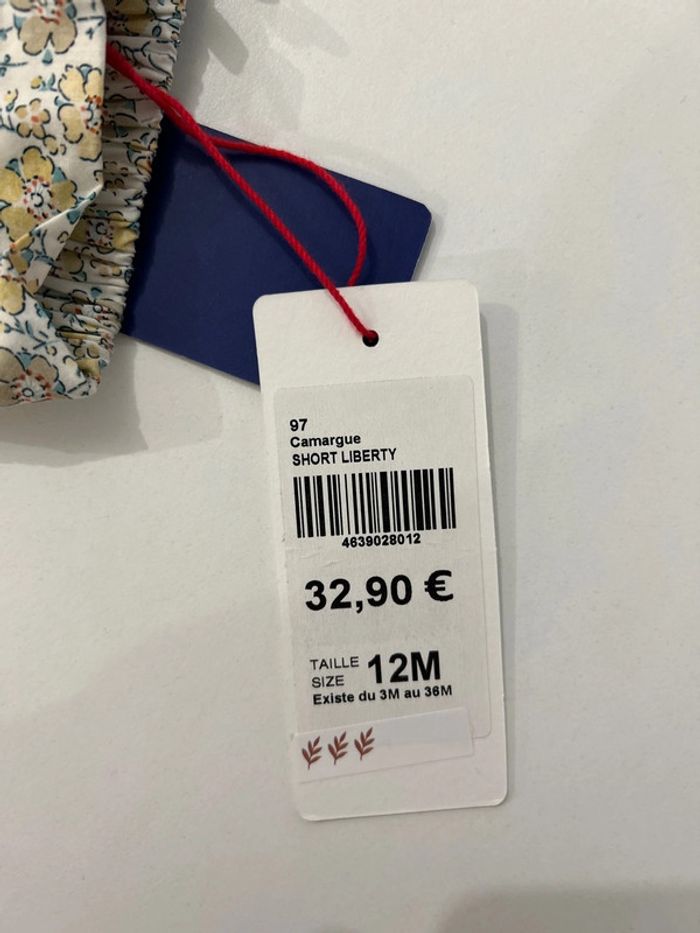 97
Camargue
SHORT LIBERTY
4639028012
32,90 €
TAILLE
SIZE
12M
Existe du 3M au 36M